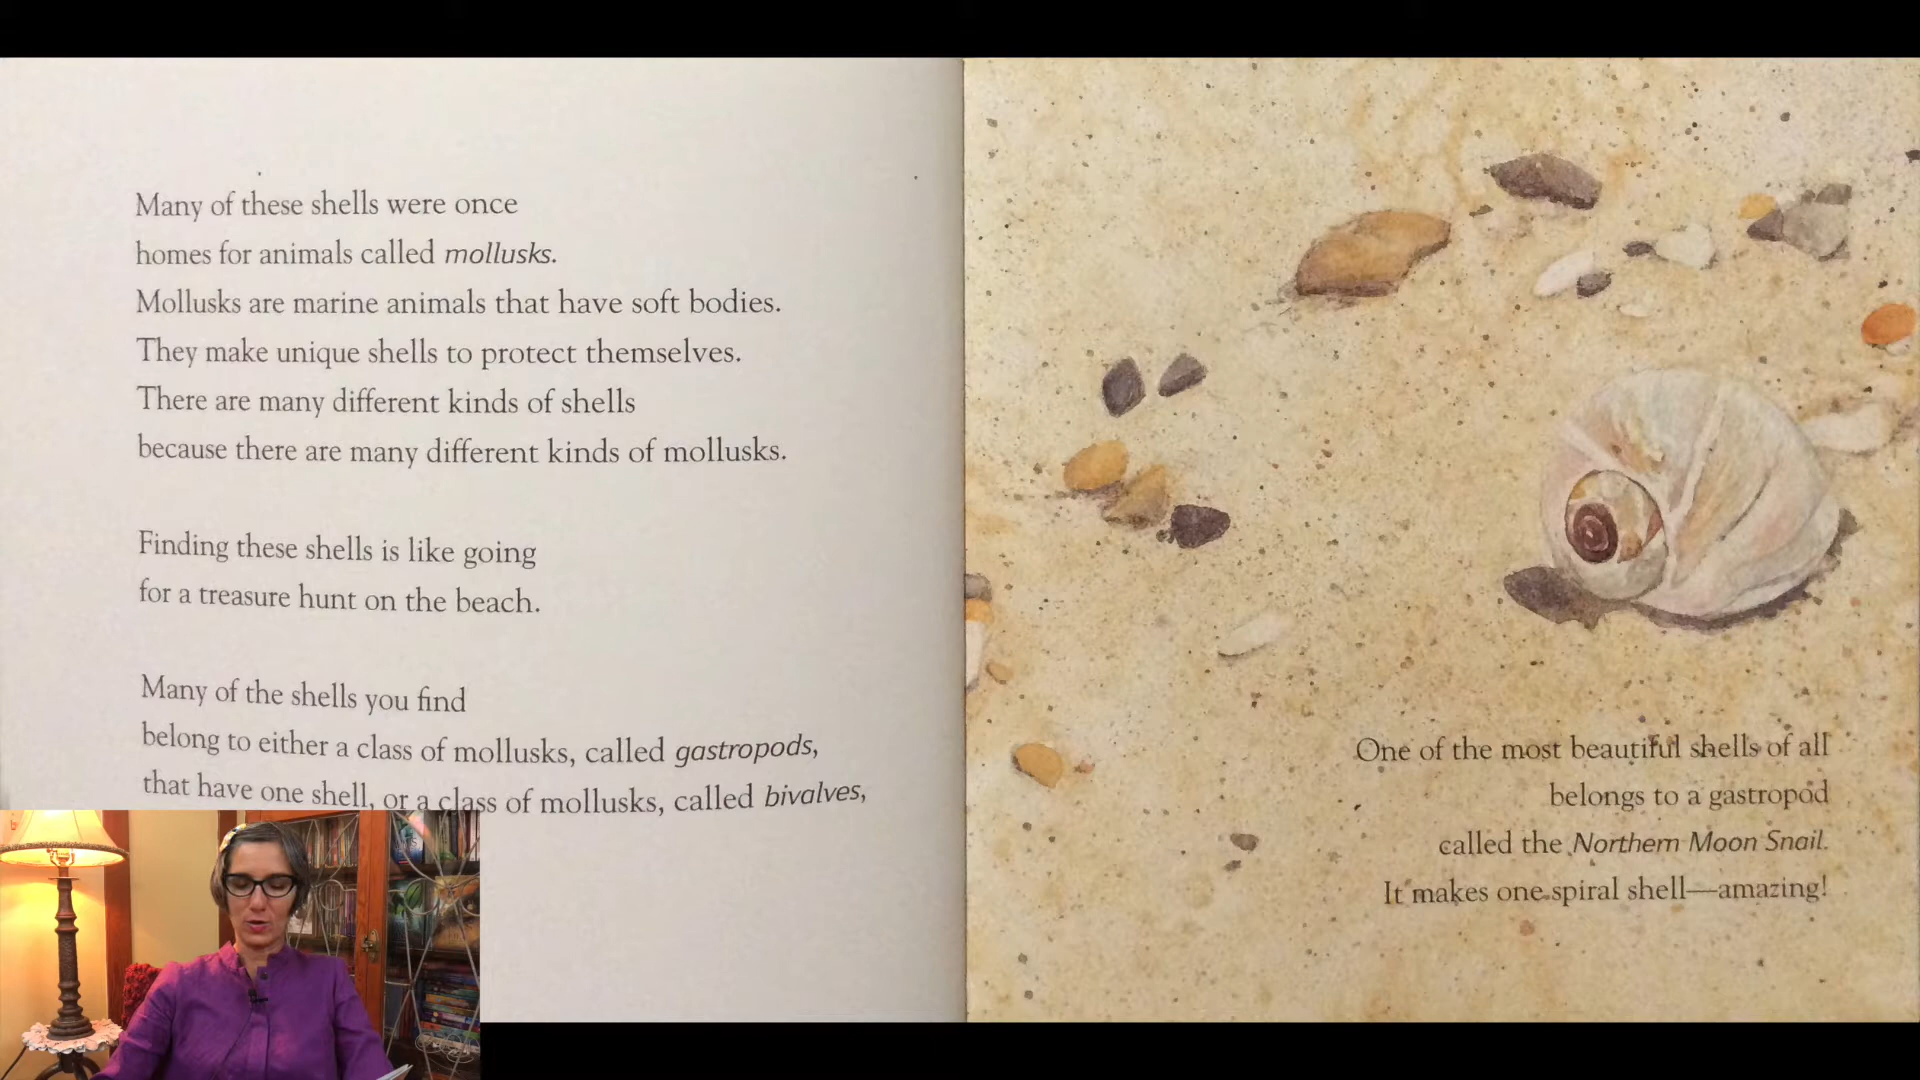 Many of these shells were once
homes for animals called mollusks.
Mollusks are marine animals that have soft bodies.
They make unique shells to protect themselves.
There are many different kinds of shells
because there are many different kinds of mollusks.
Finding these shells is like going
for a treasure hunt on the beach.
Many of the shells you find
belong to either a class of mollusks, called gastropods,
that have one shell, or a class of mollusks, called bivalves,
One of the most beautiful shells of all
belongs to a gastropod
called the Northern Moon Snail.
It makes one spiral shell—amazing!